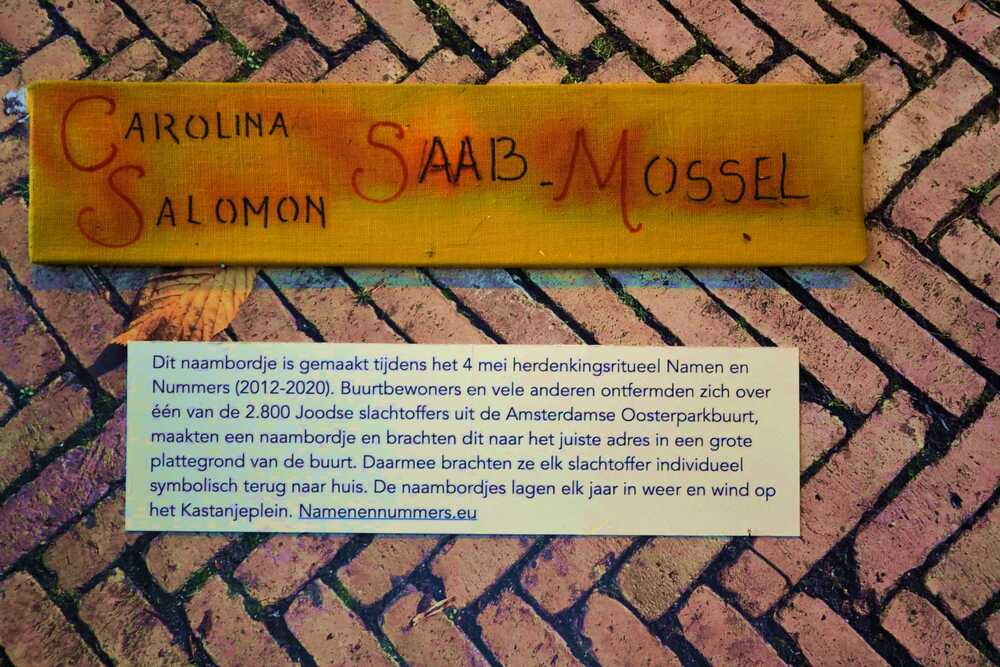 CAROLINA
SALOMON SAAB-MOSSEL
Dit naambordje is gemaakt tijdens het 4 mei herdenkingsritueel Namen en
Nummers (2012-2020). Buurtbewoners en vele anderen ontfermden zich over
één van de 2.800 Joodse slachtoffers uit de Amsterdamse Oosterparkbuurt,
maakten een naambordje en brachten dit naar het juiste adres in een grote
plattegrond van de buurt. Daarmee brachten ze elk slachtoffer individueel
symbolisch terug naar huis. De naambordjes lagen elk jaar in weer en wind op
het Kastanjeplein. Namenennummers.eu